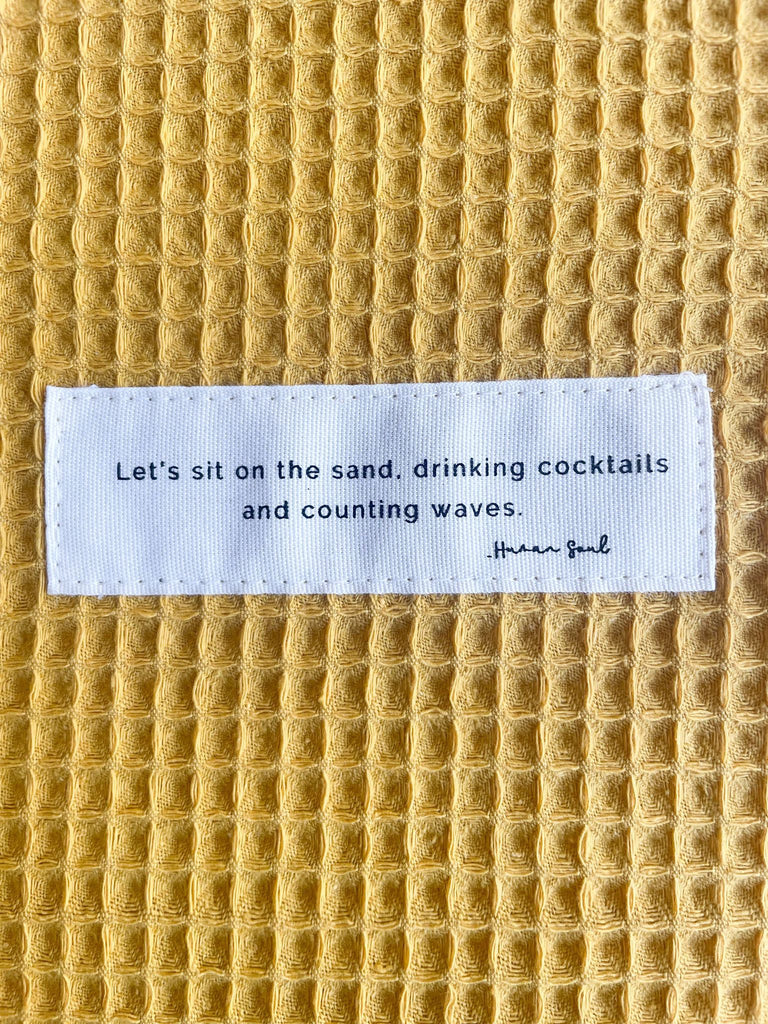 Let's sit on the sand, drinking cocktails
and counting waves.
-Human Soul